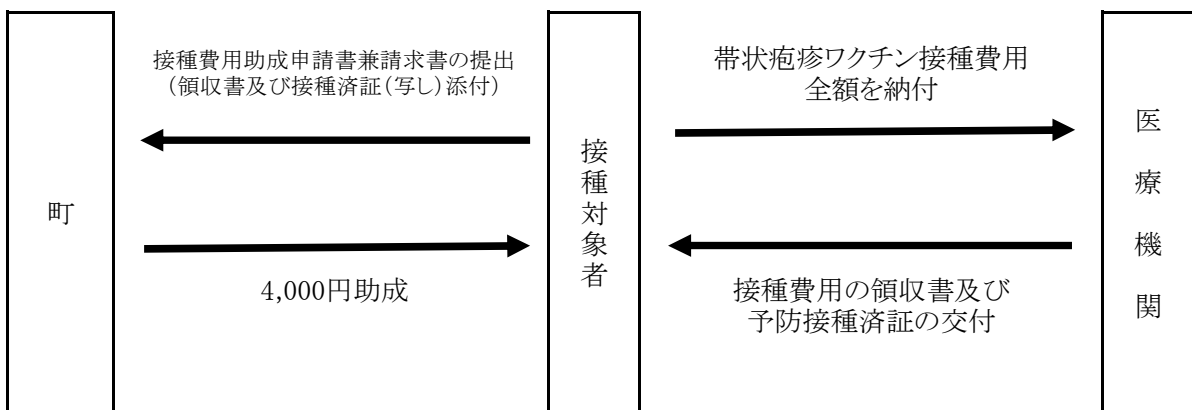 町
接種費用助成申請書兼請求書の提出
（領収書及び接種済証（写し）添付）
4,000円助成
接種対象者
帯状疱疹ワクチン接種費用
全額を納付
接種費用の領収書及び
予防接種済証の交付
医療機関